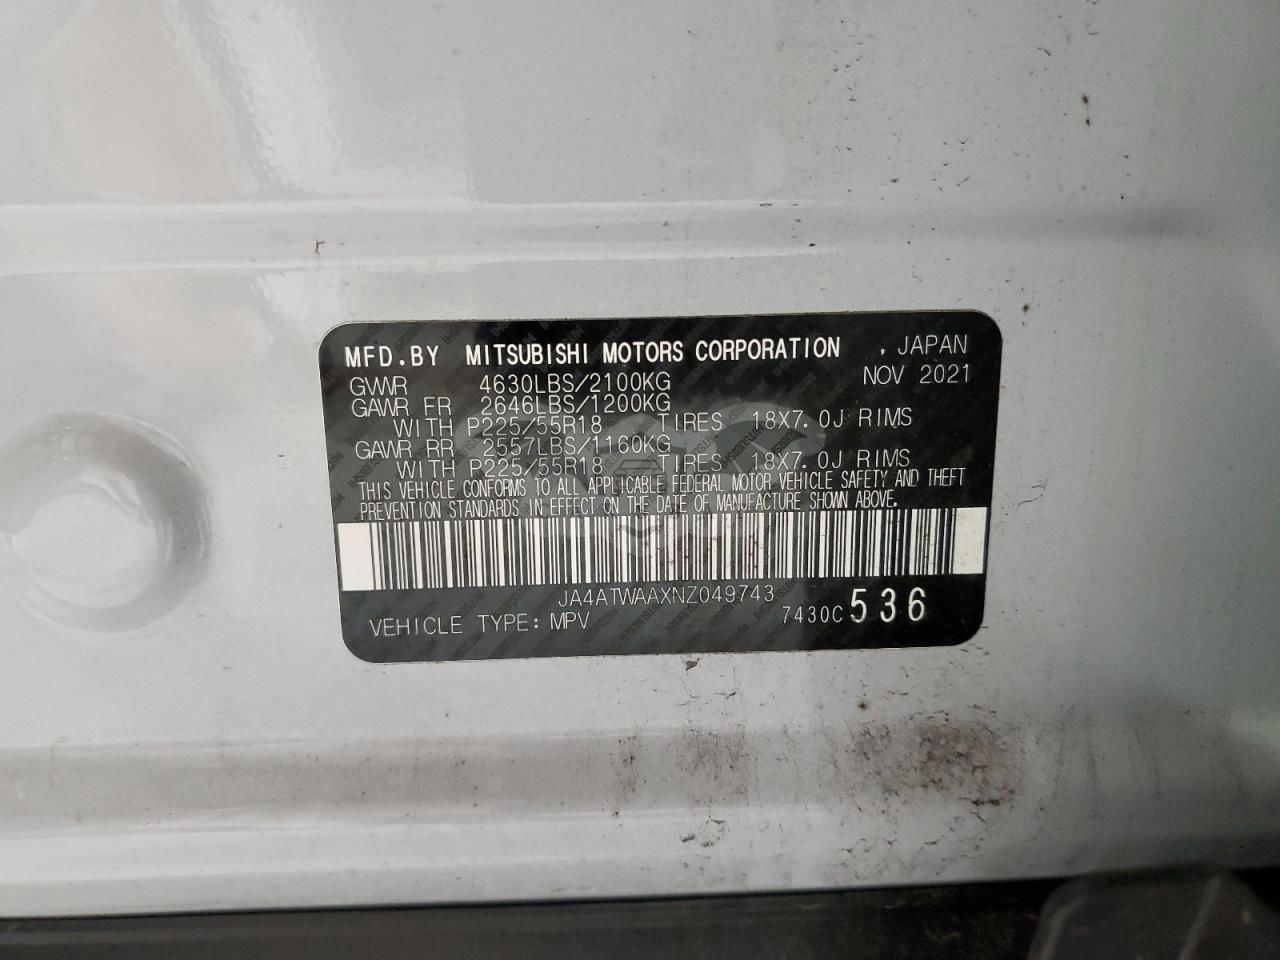 MFD.BY MITSUBISHI MOTORS CORPORATION , JAPAN
GVWR 4630LBS/2100KG NOV 2021
GAWR FR 2646LBS/1200KG
WITH P225/55R18 TIRES 18X7.0J RIMS
GAWR RR 2557LBS/1160KG
WITH P225/55R18 TIRES 18X7.0J RIMS
THIS VEHICLE CONFORMS TO ALL APPLICABLE FEDERAL MOTOR VEHICLE SAFETY AND THEFT
PREVENTION STANDARDS IN EFFECT ON THE DATE OF MANUFACTURE SHOWN ABOVE.
JA4ATWAAXNZ049743
VEHICLE TYPE: MPV 7430C 536